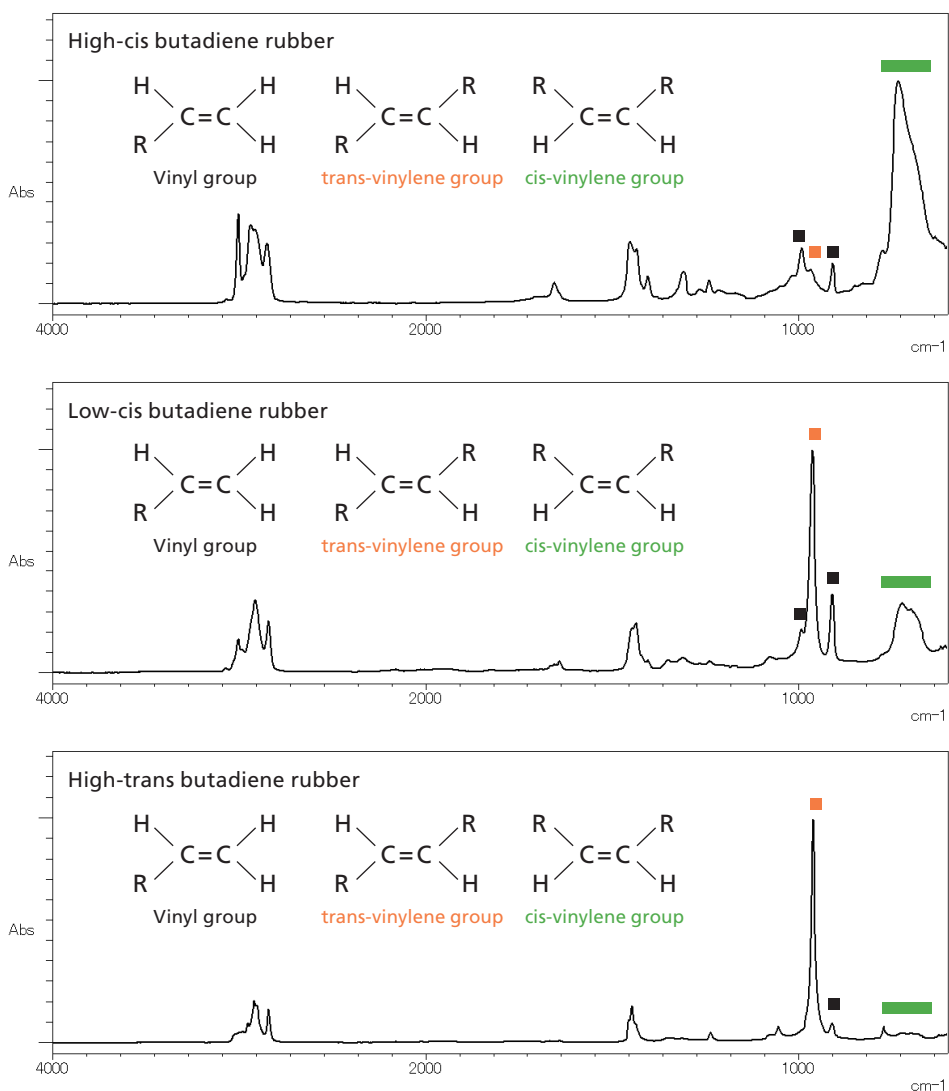 High-cis butadiene rubber
H H H R R R
C=C C=C C=C
R H R H H H
Vinyl group trans-vinylene group cis-vinylene group
Abs
4000 2000 1000
cm-1
Low-cis butadiene rubber
H H H R R R
C=C C=C C=C
R H R H H H
Vinyl group trans-vinylene group cis-vinylene group
Abs
4000 2000 1000
cm-1
High-trans butadiene rubber
H H H R R R
C=C C=C C=C
R H R H H H
Vinyl group trans-vinylene group cis-vinylene group
Abs
4000 2000 1000
cm-1